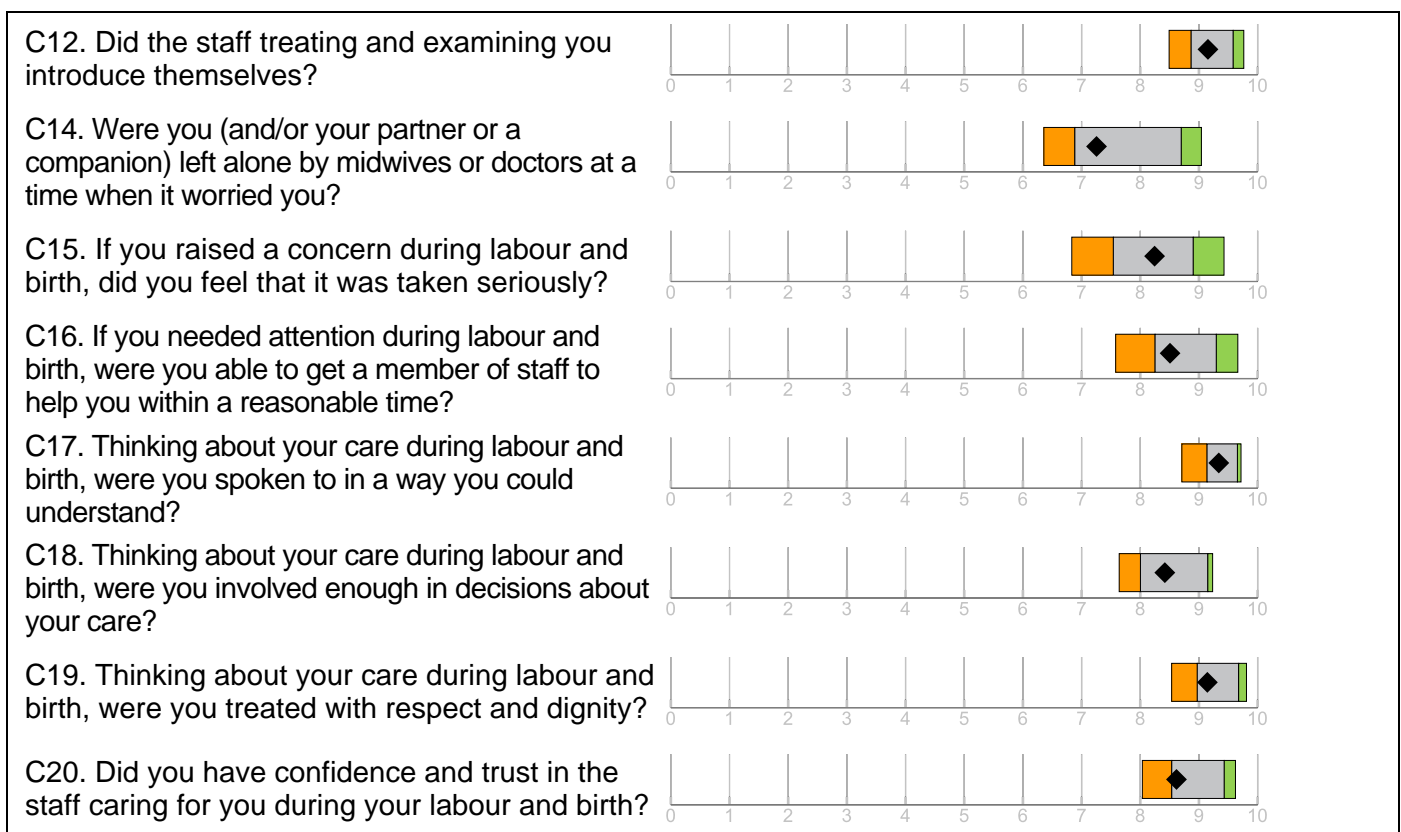 C12. Did the staff treating and examining you
introduce themselves?
0 1 2 3 4 5 6 7 8 9 10
C14. Were you (and/or your partner or a
companion) left alone by midwives or doctors at a
time when it worried you?
0 1 2 3 4 5 6 7 8 9 10
C15. If you raised a concern during labour and
birth, did you feel that it was taken seriously?
0 1 2 3 4 5 6 7 8 9 10
C16. If you needed attention during labour and
birth, were you able to get a member of staff to
help you within a reasonable time?
0 1 2 3 4 5 6 7 8 9 10
C17. Thinking about your care during labour and
birth, were you spoken to in a way you could
understand?
0 1 2 3 4 5 6 7 8 9 10
C18. Thinking about your care during labour and
birth, were you involved enough in decisions about
your care?
0 1 2 3 4 5 6 7 8 9 10
C19. Thinking about your care during labour and
birth, were you treated with respect and dignity?
0 1 2 3 4 5 6 7 8 9 10
C20. Did you have confidence and trust in the
staff caring for you during your labour and birth?
0 1 2 3 4 5 6 7 8 9 10